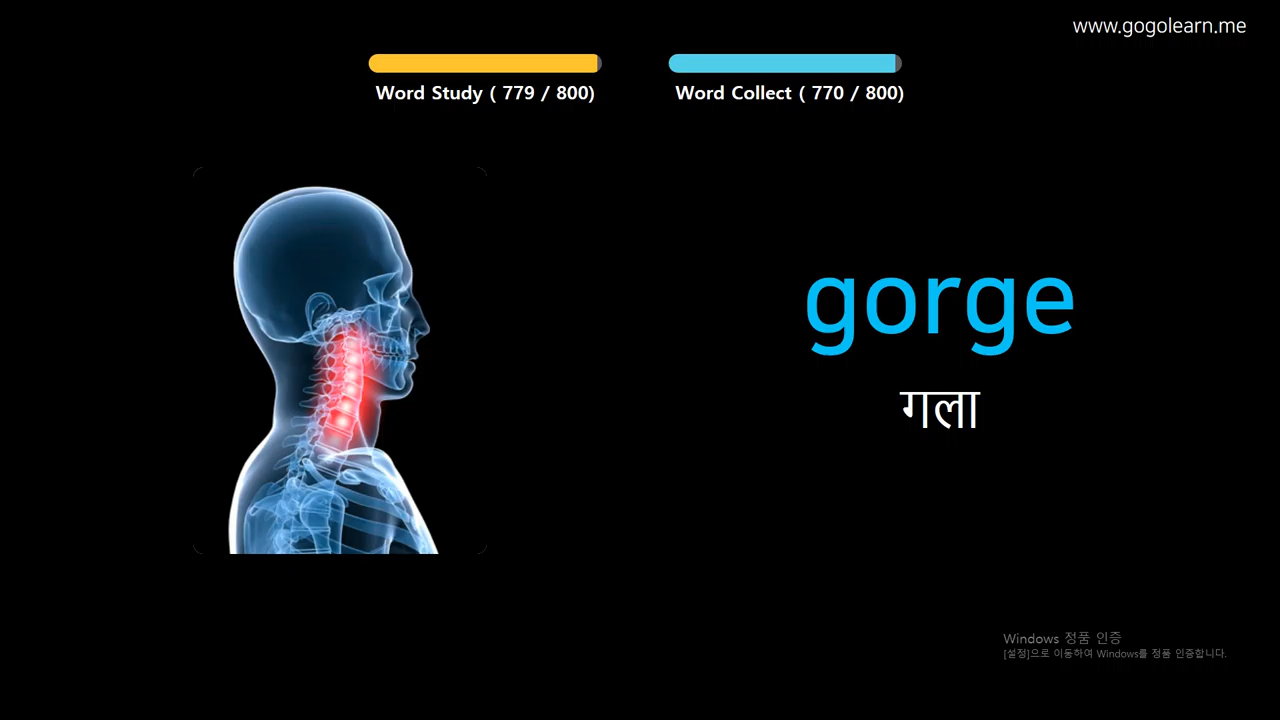 www.gogolearn.me
Word Study ( 779 / 800)
Word Collect ( 770 / 800)
gorge
गला
Windows 정품 인증
[설정]으로 이동하여 Windows를 정품 인증합니다.